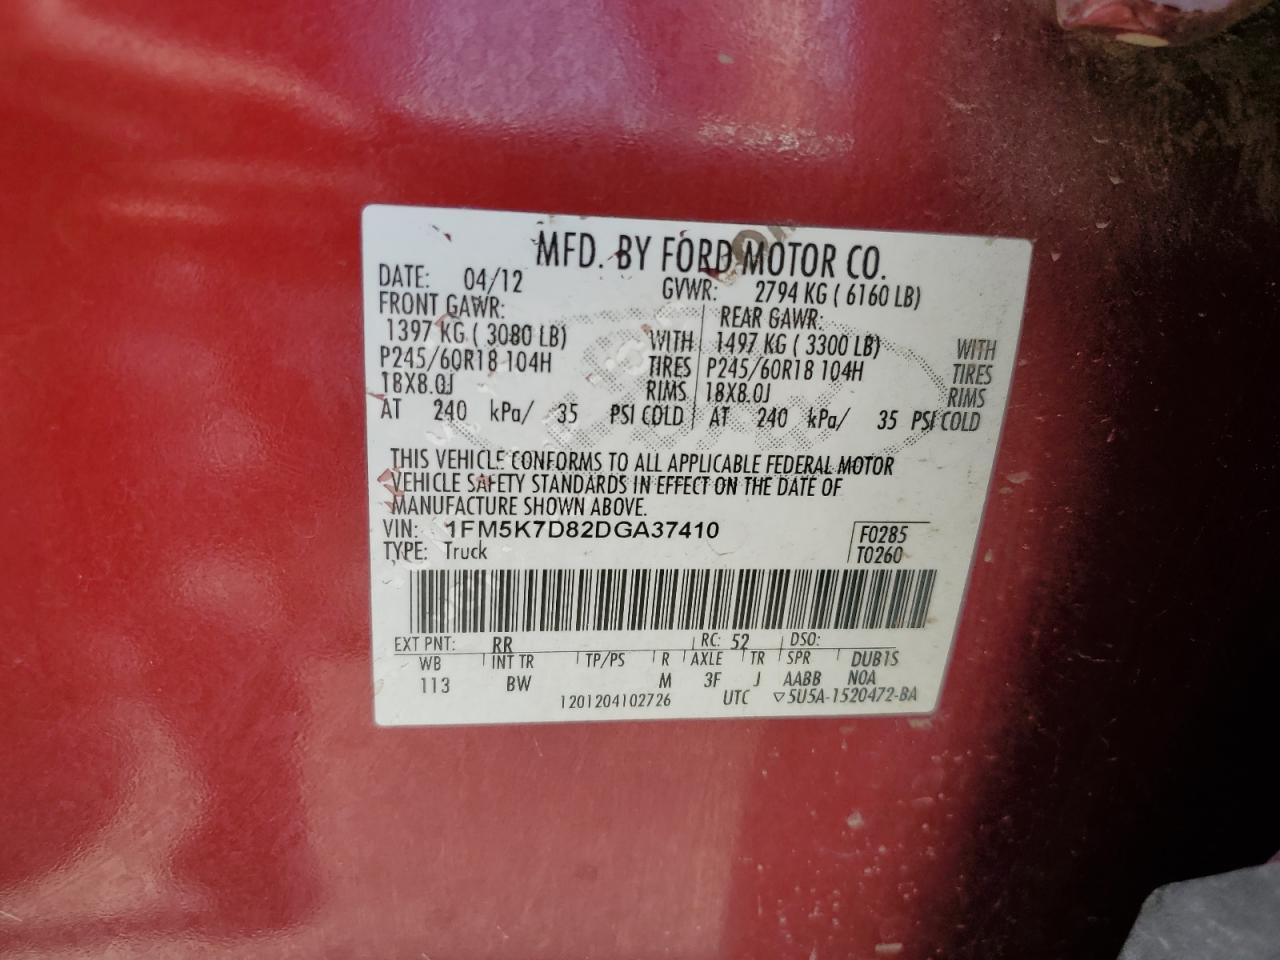 MFD. BY FORD MOTOR CO.
DATE: 04/12 GVWR: 2794 KG ( 6160 LB)
FRONT GAWR: REAR GAWR:
1397 KG ( 3080 LB) WITH 1497 KG ( 3300 LB) WITH
P245/60R18 104H TIRES P245/60R18 104H TIRES
18X8.0J RIMS 18X8.0J RIMS
AT 240 kPa/ 35 PSI COLD AT 240 kPa/ 35 PSI COLD
THIS VEHICLE CONFORMS TO ALL APPLICABLE FEDERAL MOTOR
VEHICLE SAFETY STANDARDS IN EFFECT ON THE DATE OF
MANUFACTURE SHOWN ABOVE.
VIN: 1FM5K7D82DGA37410 F0285
TYPE: Truck T0260
EXT PNT: RR RC: 52 DSO:
WB INT TR TP/PS R AXLE TR SPR DUB1S
113 BW M 3F J AABB NOA
1201204102726 UTC ▽5U5A-1520472-BA